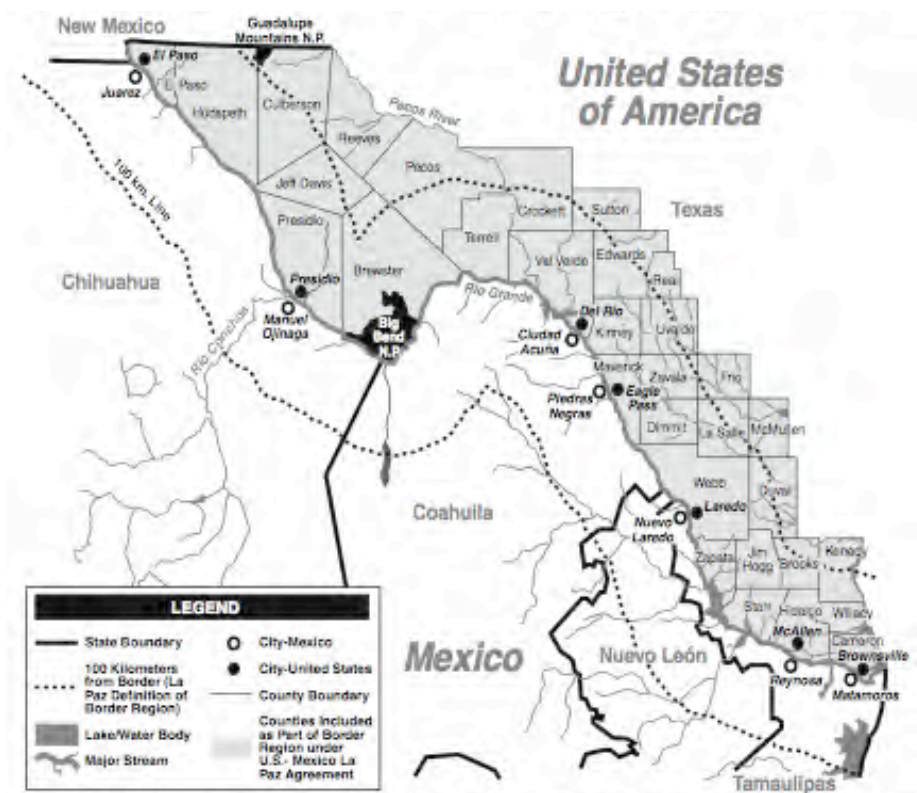 New Mexico
Guadalupe
Mountains N.P.
El Paso
Juarez
El Paso
Hudspeth
Culberson
Reeves
Pecos River
United States
of America
Pecos
Jeff Davis
100 km. Line
Presidio
Brewster
Terrell
Crockett
Sutton
Texas
Val Verde
Edwards
Real
Chihuahua
Presidio
Manuel
Ojinaga
Rio Conchos
Big
Bend
N.P.
Rio Grande
Del Rio
Ciudad
Acuña
Kinney
Uvalde
Maverick
Zavala
Frio
Piedras
Negras
Eagle
Pass
Dimmit
La Salle
McMullen
Webb
Duval
Coahuila
Nuevo
Laredo
Laredo
Zapata
Jim
Hogg
Brooks
Kenedy
Starr
Hidalgo
Willacy
McAllen
Cameron
Brownsville
Mexico
Nuevo León
Reynosa
Matamoros
Tamaulipas
LEGEND
State Boundary
100 Kilometers
from Border (La
Paz Definition of
Border Region)
Lake/Water Body
Major Stream
City-Mexico
City-United States
County Boundary
Counties Included
as Part of Border
Region under
U.S.- Mexico La
Paz Agreement